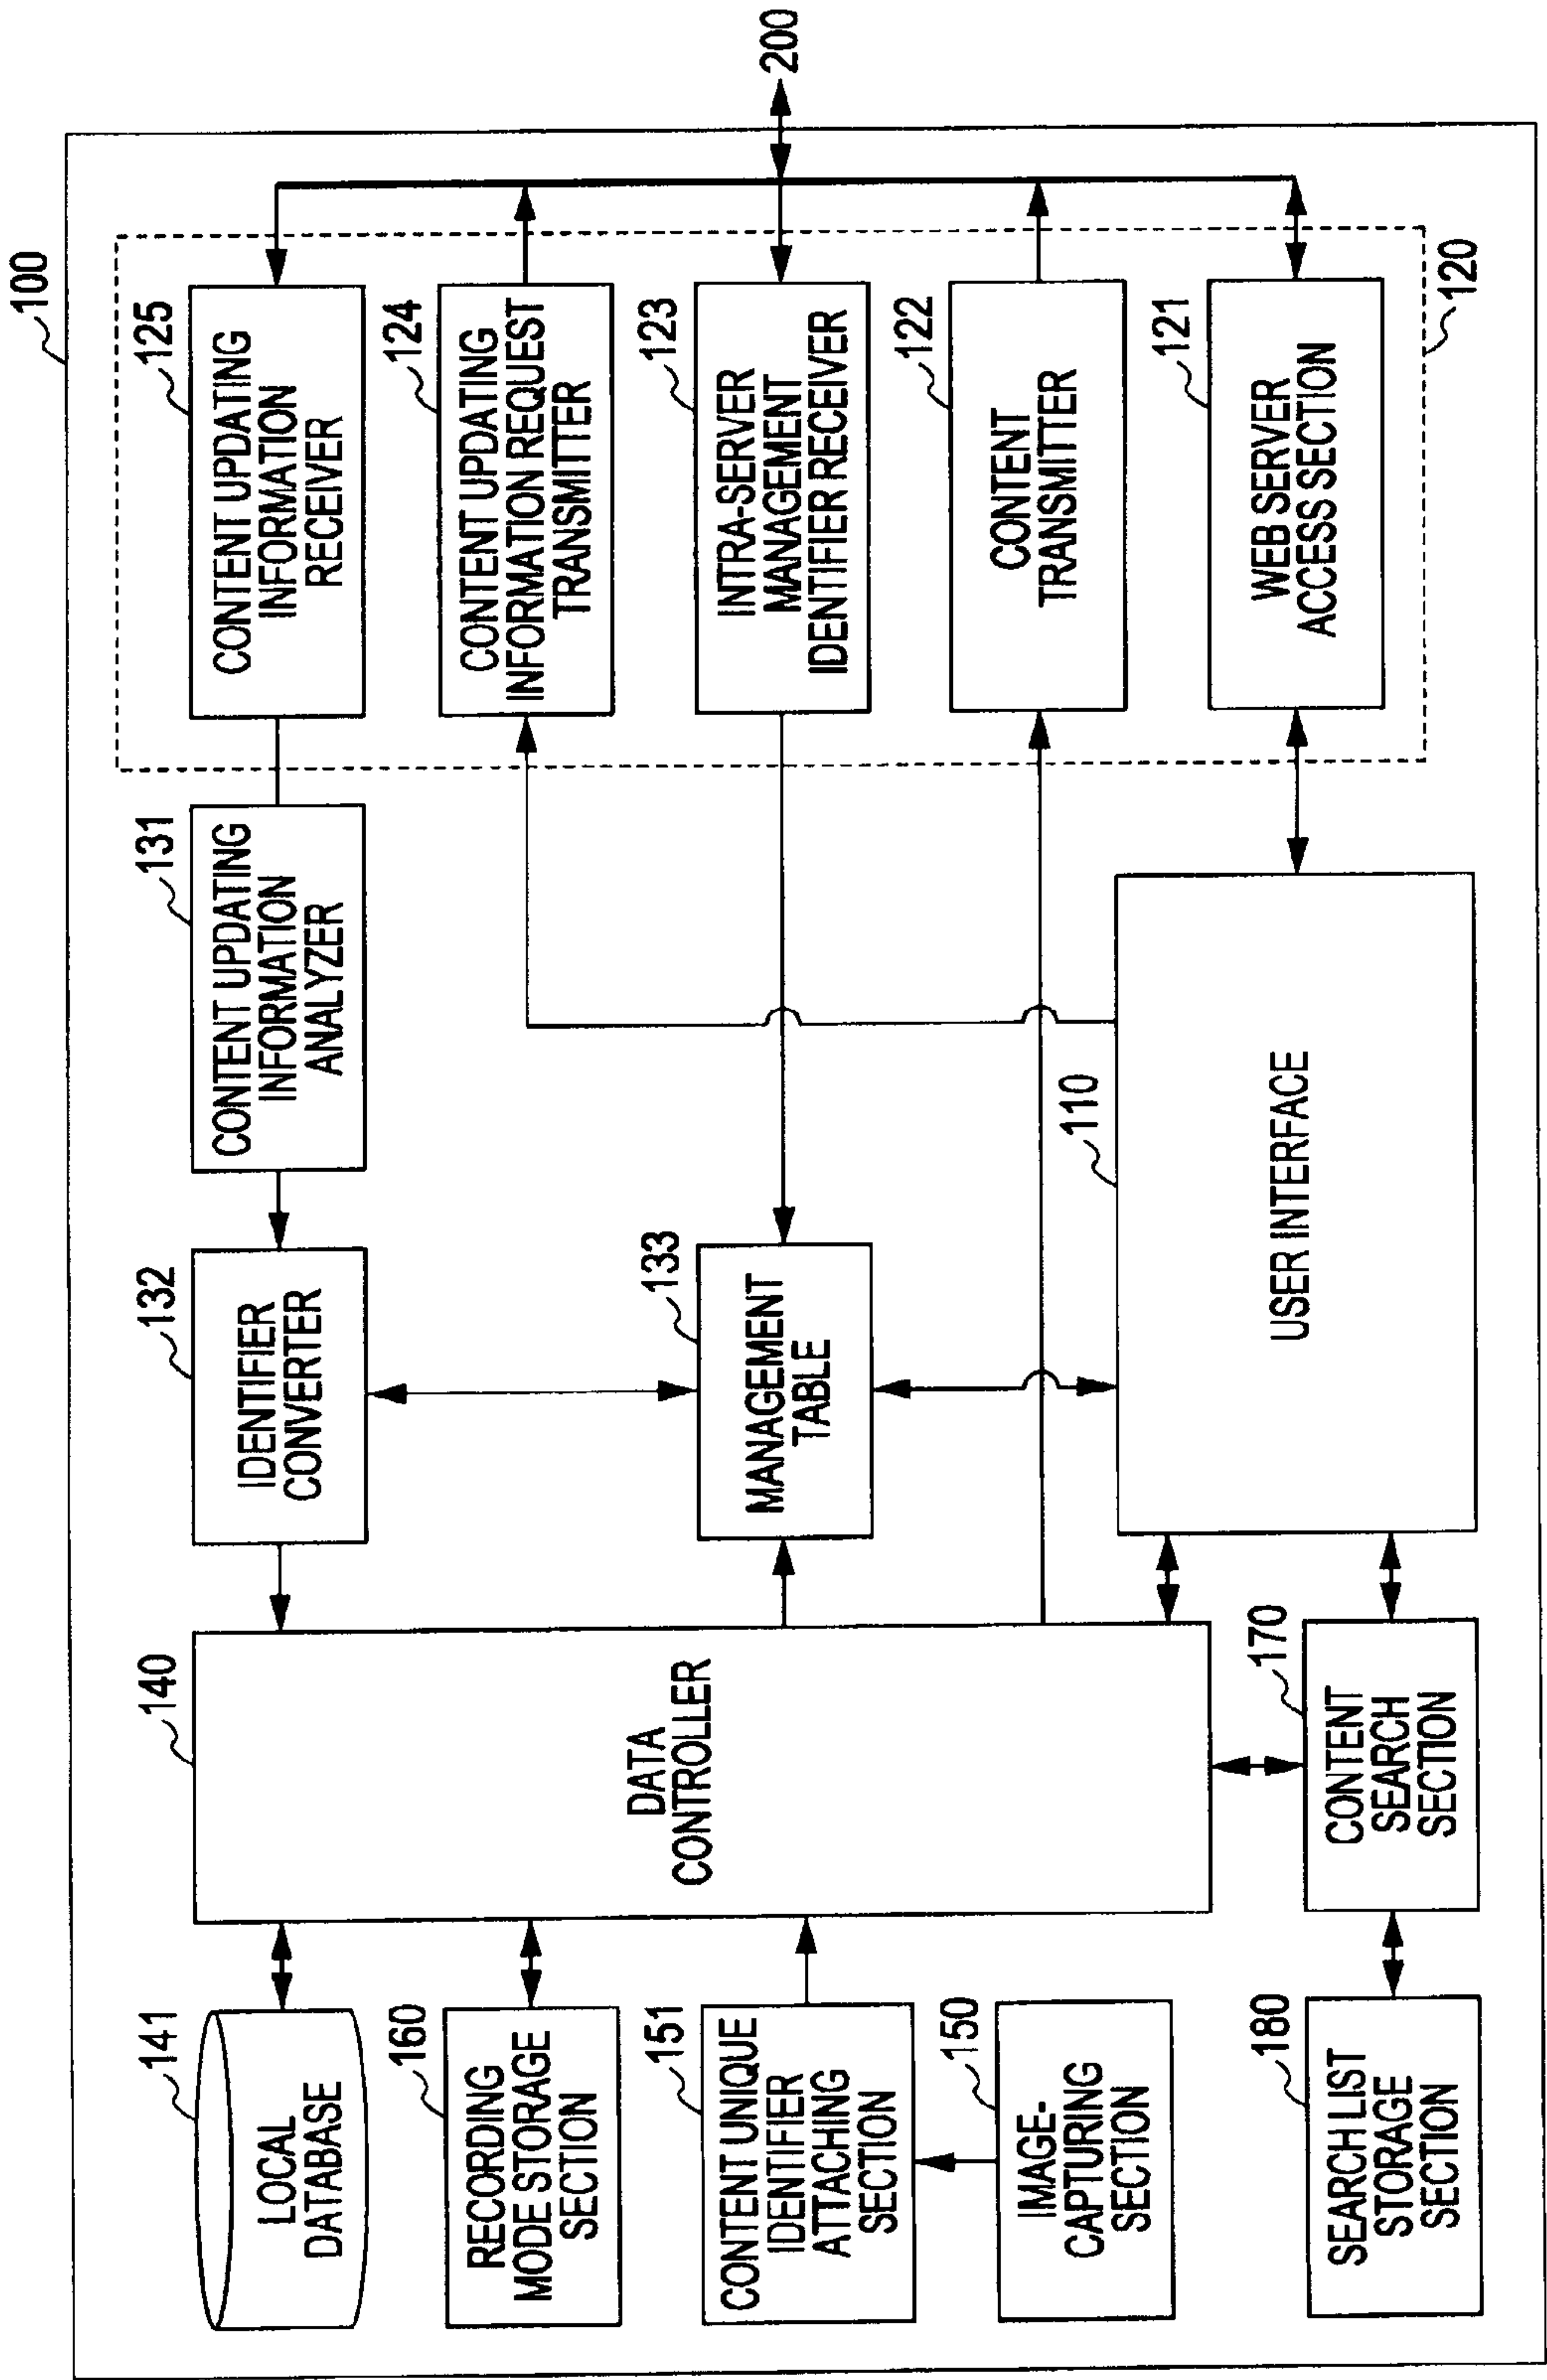 100
200
141
LOCAL
DATABASE
160
RECORDING
MODE STORAGE
SECTION
151
CONTENT UNIQUE
IDENTIFIER
ATTACHING
SECTION
150
IMAGE-
CAPTURING
SECTION
180
SEARCH LIST
STORAGE
SECTION
140
DATA
CONTROLLER
170
CONTENT
SEARCH
SECTION
132
IDENTIFIER
CONVERTER
133
MANAGEMENT
TABLE
110
USER INTERFACE
131
CONTENT UPDATING
INFORMATION
ANALYZER
125
CONTENT UPDATING
INFORMATION
RECEIVER
124
CONTENT UPDATING
INFORMATION REQUEST
TRANSMITTER
123
INTRA-SERVER
MANAGEMENT
IDENTIFIER RECEIVER
122
CONTENT
TRANSMITTER
121
WEB SERVER
ACCESS SECTION
120